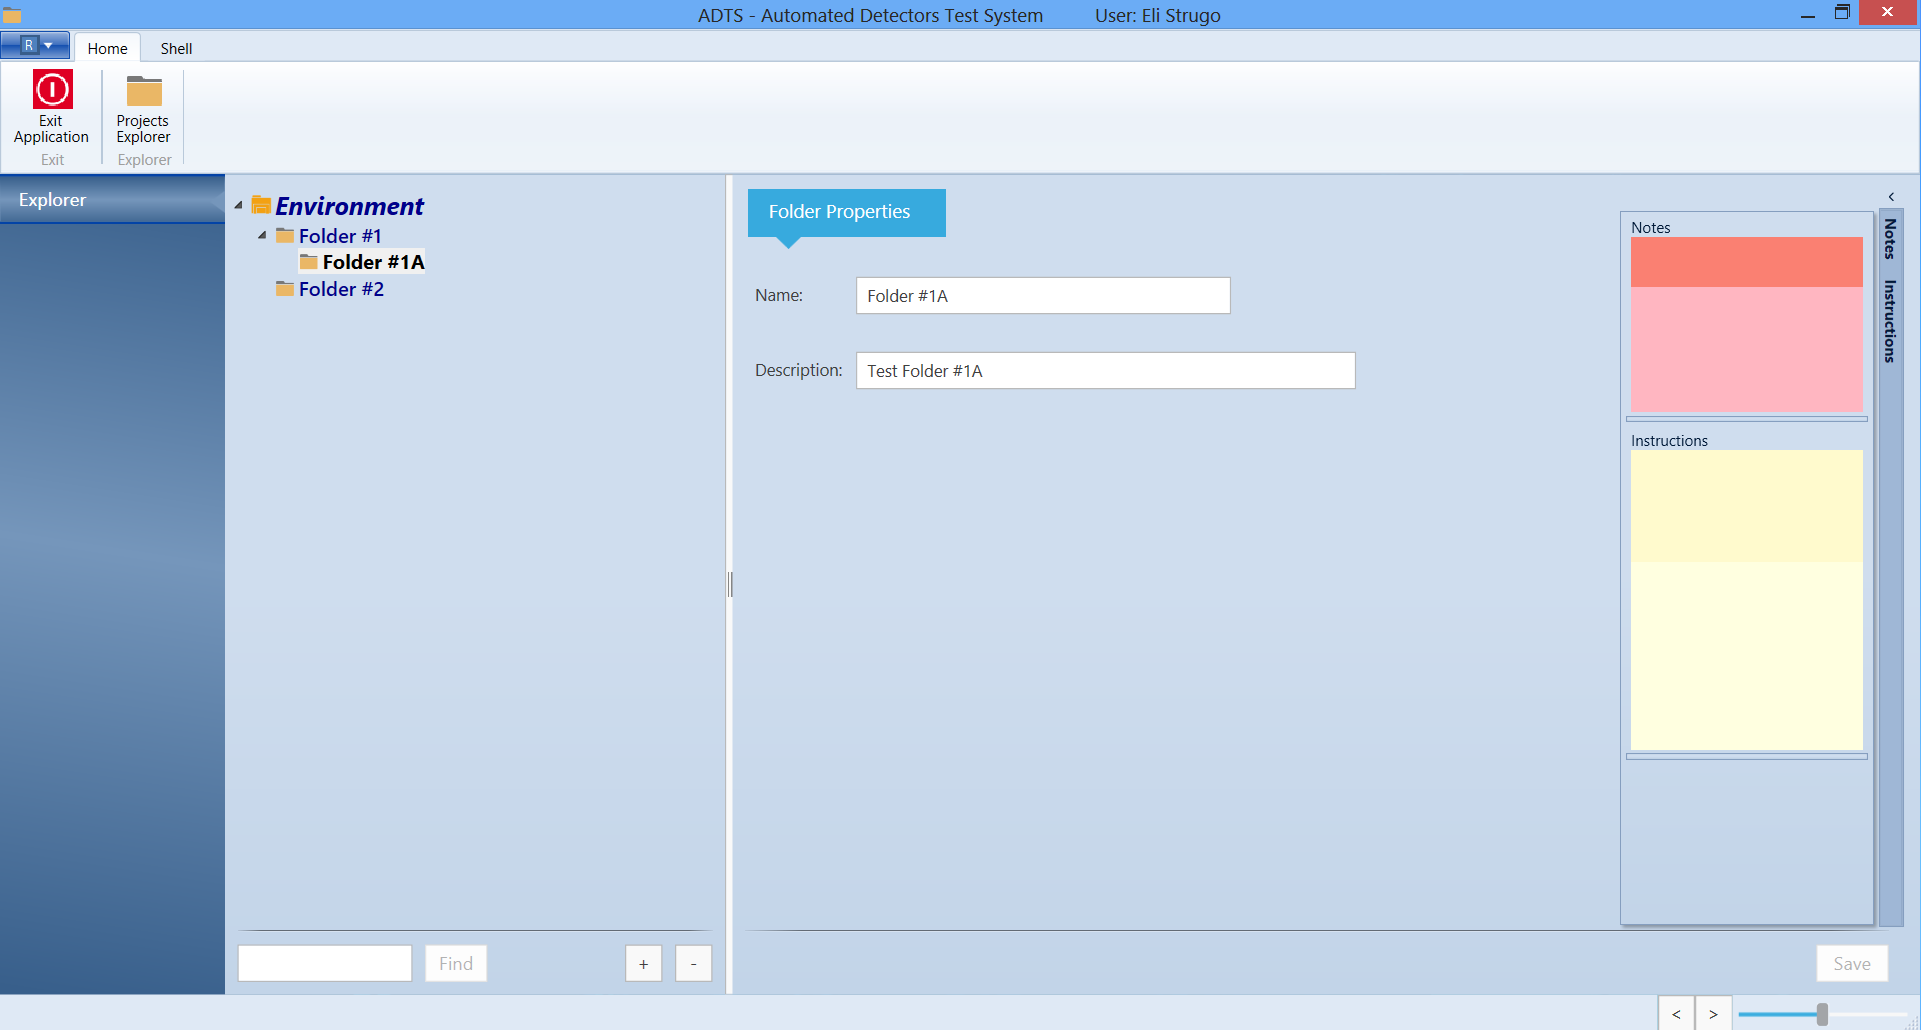 ADTS - Automated Detectors Test System User: Eli Strugo
R
Home Shell
Exit Application
Projects Explorer
Exit
Explorer
Explorer
Environment
Folder #1
Folder #1A
Folder #2
Find
+
-
Folder Properties
Name:
Folder #1A
Description:
Test Folder #1A
<
Notes
Instructions
Notes
Instructions
Save
<
>